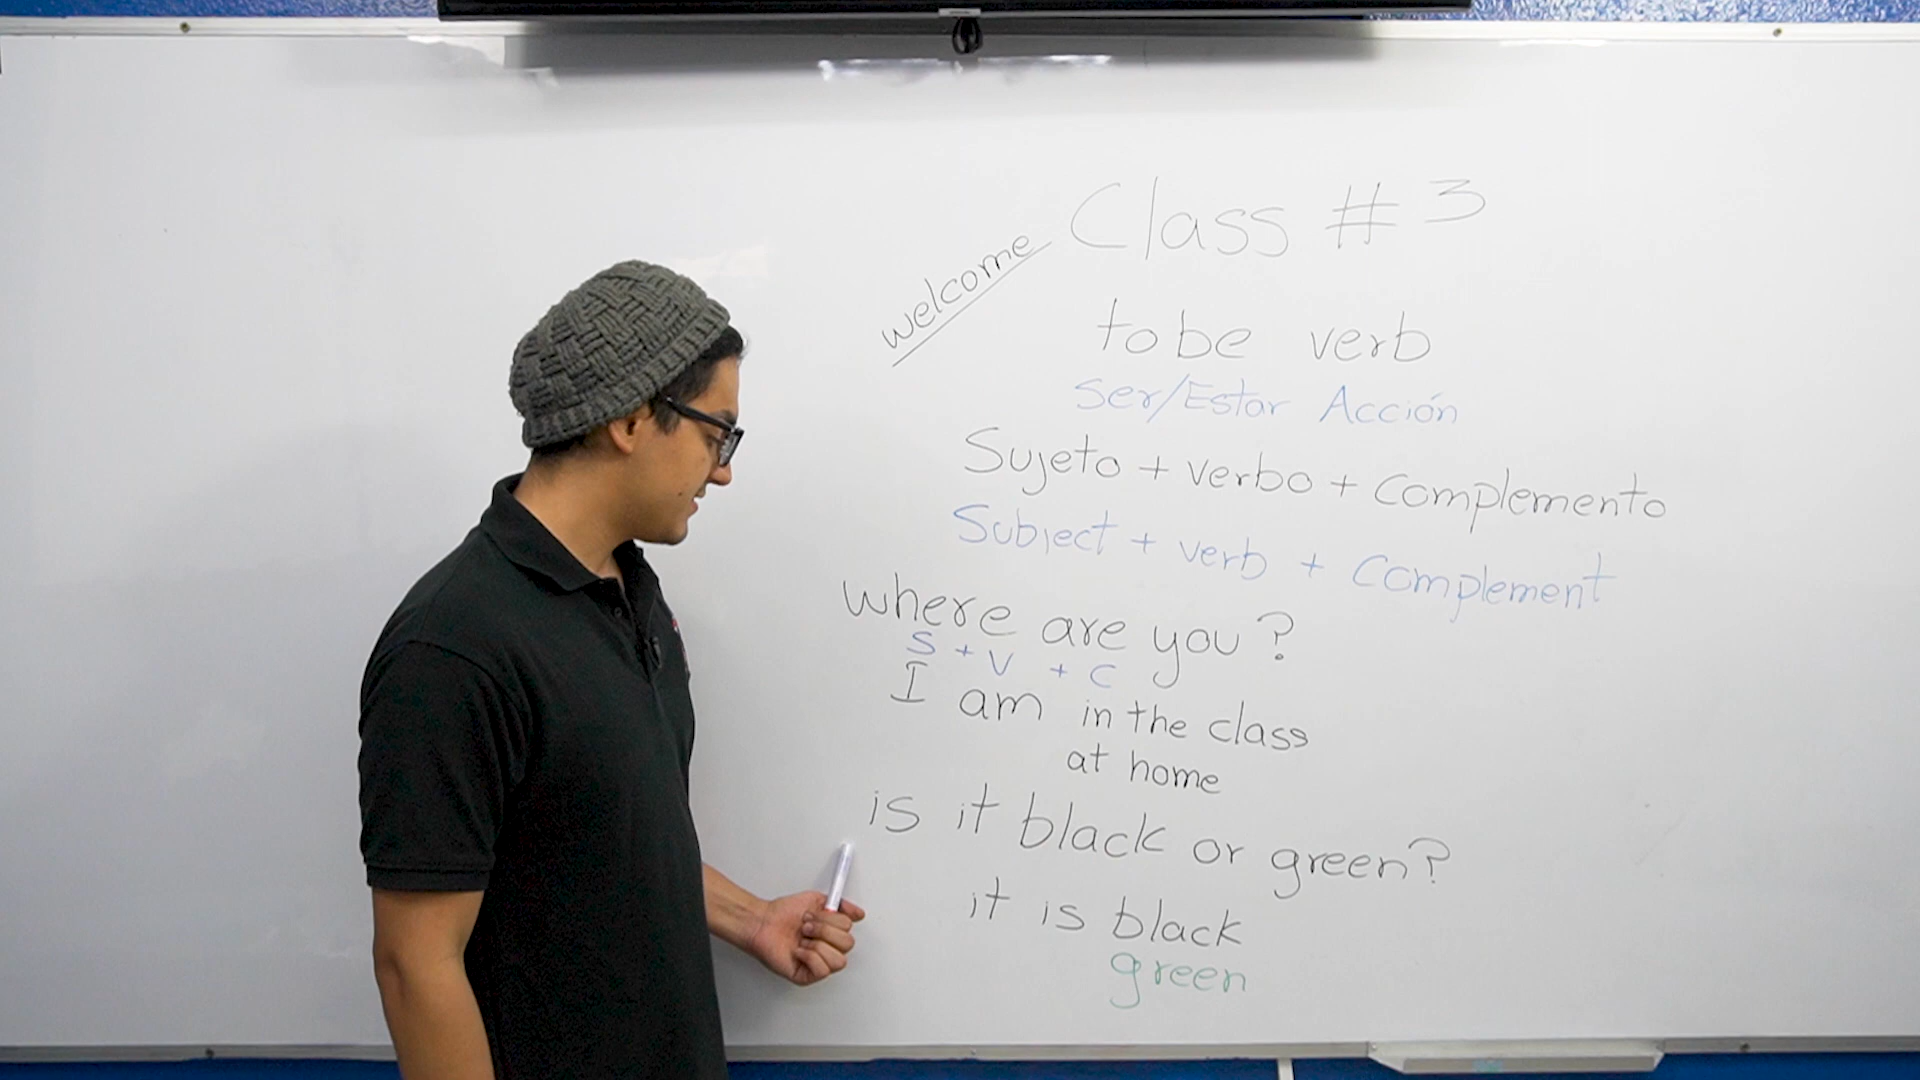 Class # 3
welcome
to be verb
Ser/Estar Acción
Sujeto + verbo + Complemento
Subject + verb + Complement
where are you?
S + V + C
I am in the class
at home
is it black or green?
it is black
green